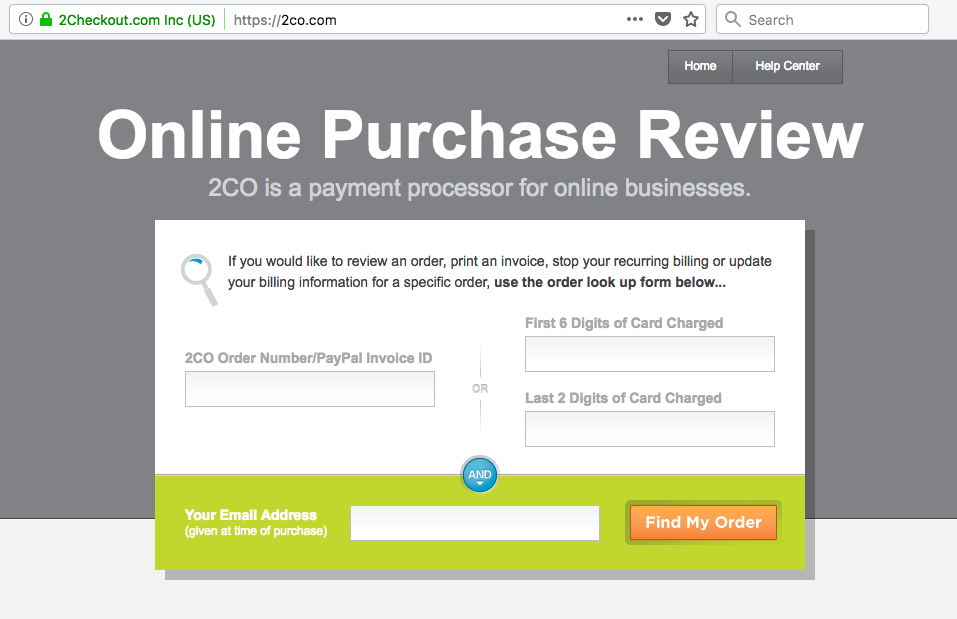 2Checkout.com Inc (US) https://2co.com
Search
Home
Help Center
Online Purchase Review
2CO is a payment processor for online businesses.
If you would like to review an order, print an invoice, stop your recurring billing or update
your billing information for a specific order, use the order look up form below...
2CO Order Number/PayPal Invoice ID
OR
First 6 Digits of Card Charged
Last 2 Digits of Card Charged
AND
Your Email Address
(given at time of purchase)
Find My Order